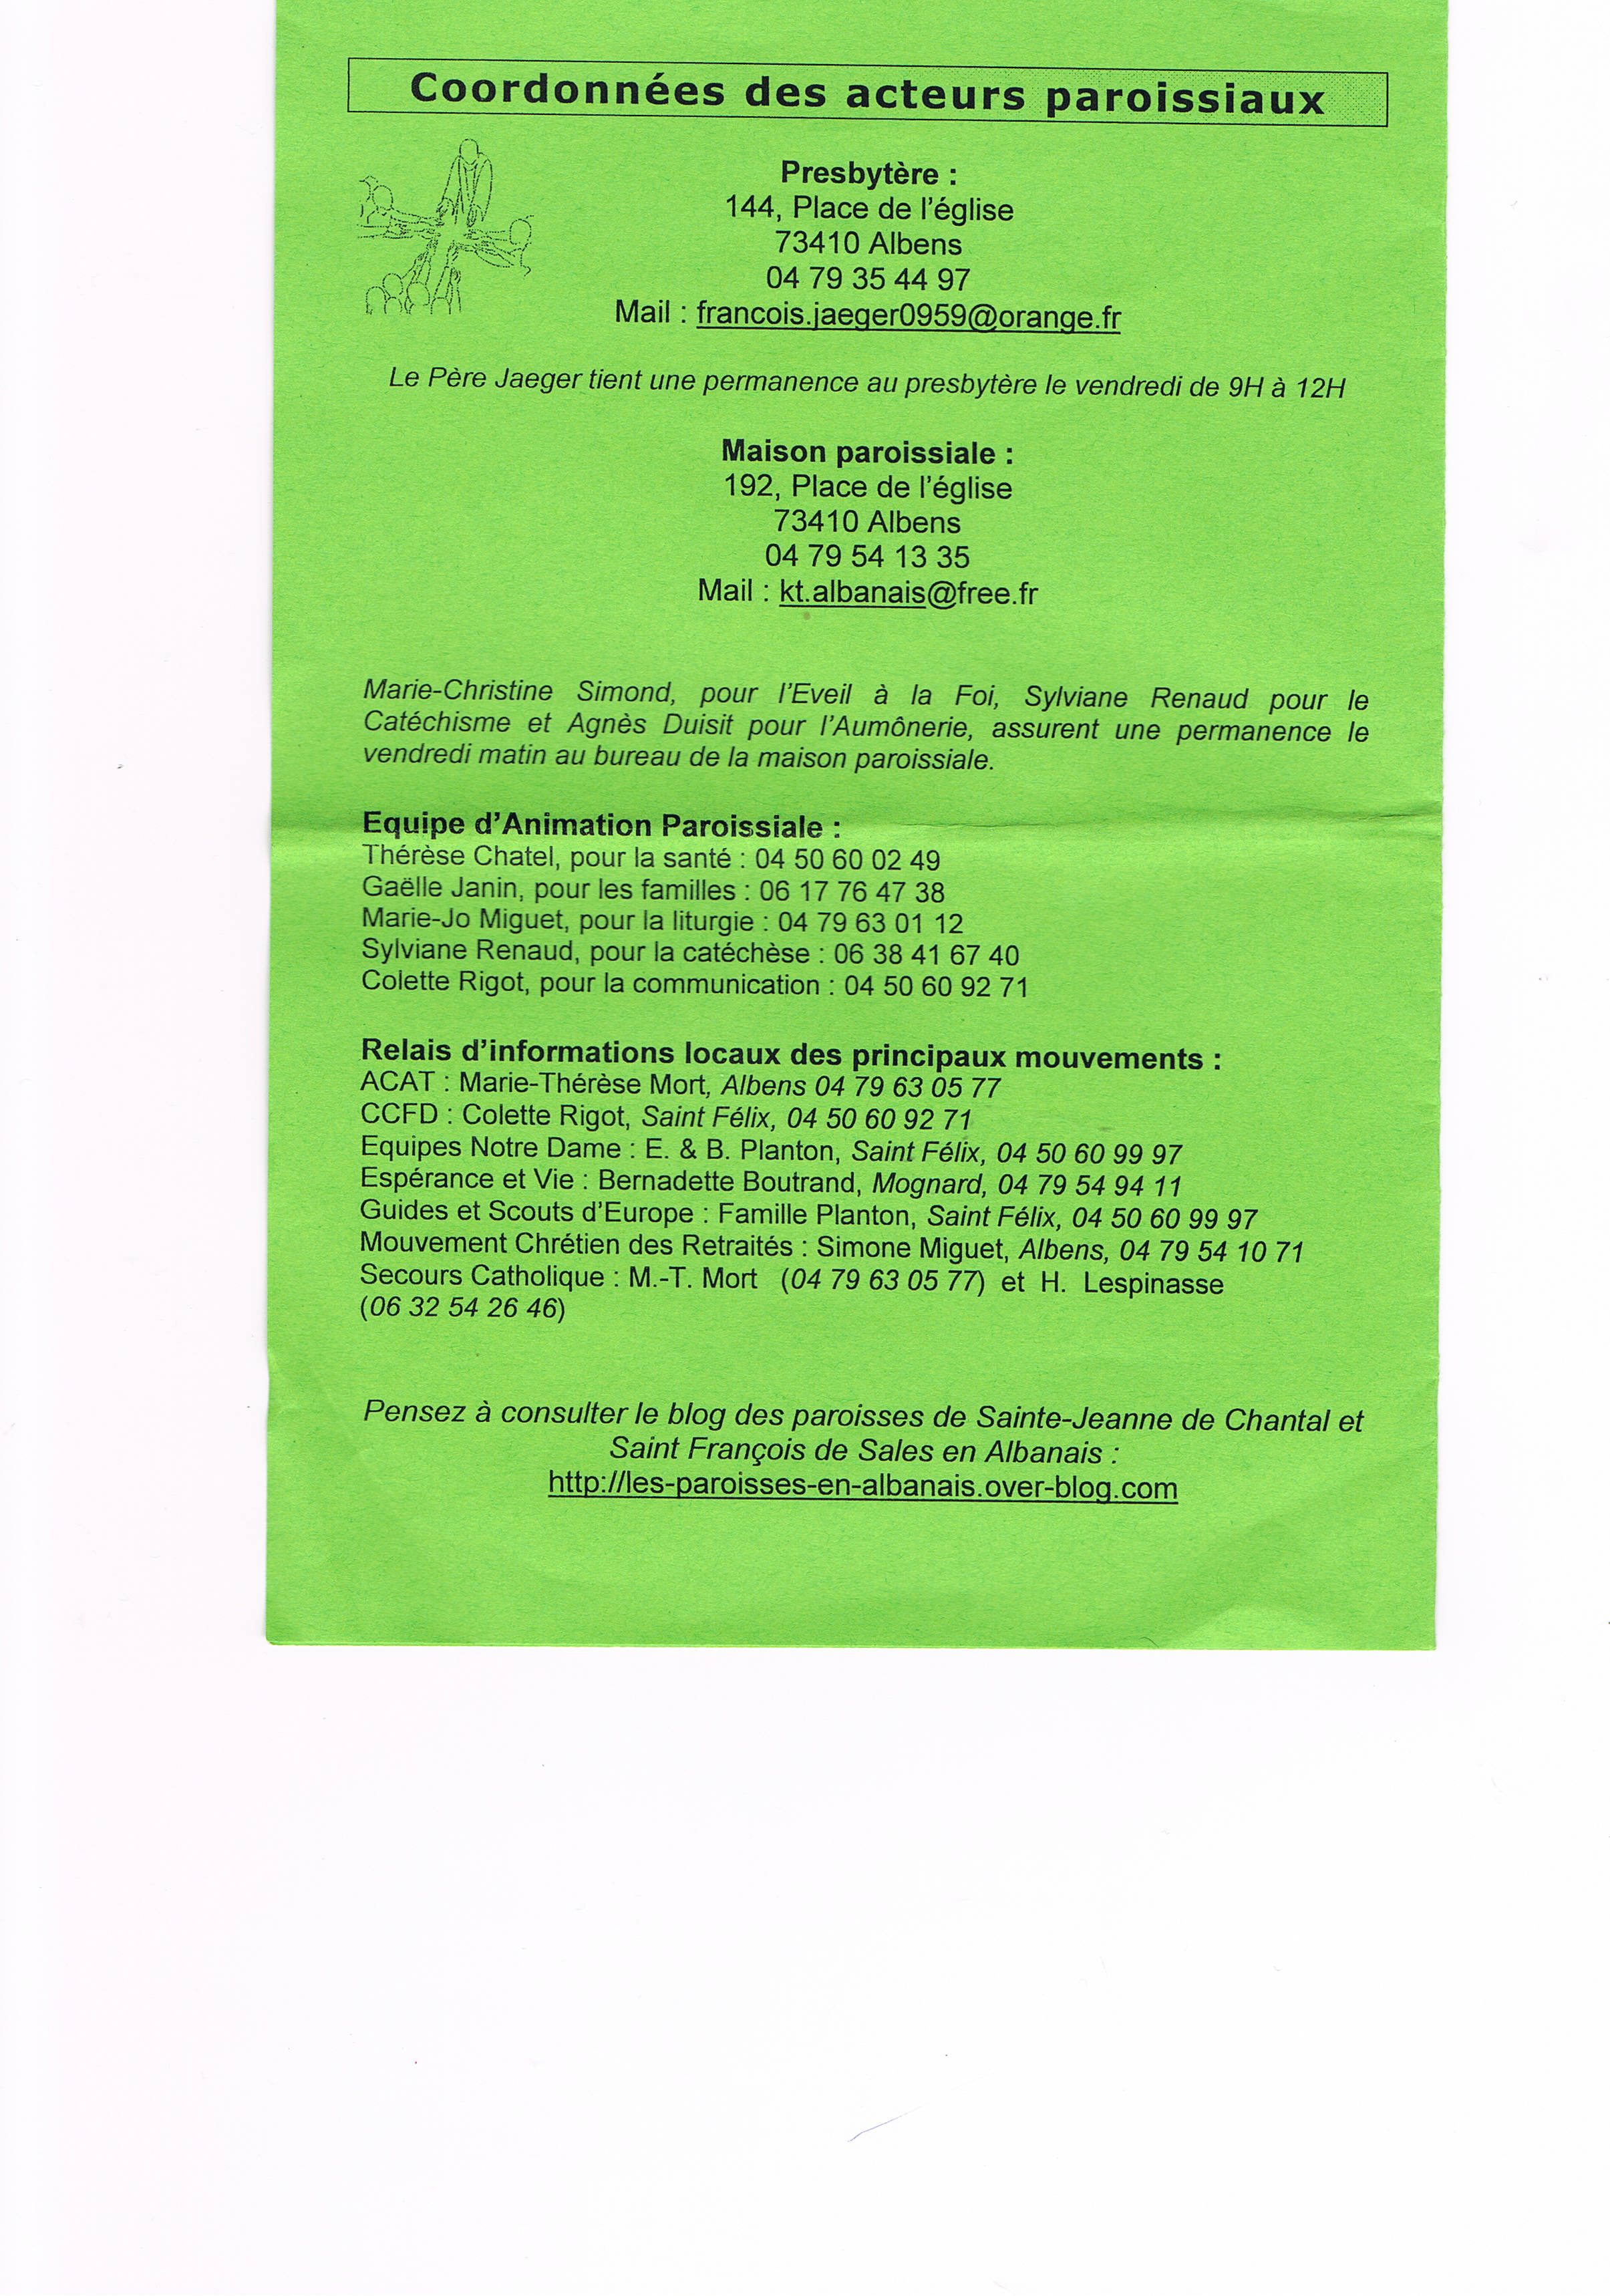 Coordonnées des acteurs paroissiaux
Presbytère :
144, Place de l'église
73410 Albens
04 79 35 44 97
Mail : francois.jaeger0959@orange.fr
Le Père Jaeger tient une permanence au presbytère le vendredi de 9H à 12H
Maison paroissiale :
192, Place de l'église
73410 Albens
04 79 54 13 35
Mail : kt.albanais@free.fr
Marie-Christine Simond, pour l'Eveil à la Foi, Sylviane Renaud pour le
Catéchisme et Agnès Duisit pour l'Aumônerie, assurent une permanence le
vendredi matin au bureau de la maison paroissiale.
Equipe d'Animation Paroissiale :
Thérèse Chatel, pour la santé : 04 50 60 02 49
Gaëlle Janin, pour les familles : 06 17 76 47 38
Marie-Jo Miguet, pour la liturgie : 04 79 63 01 12
Sylviane Renaud, pour la catéchèse : 06 38 41 67 40
Colette Rigot, pour la communication : 04 50 60 92 71
Relais d'informations locaux des principaux mouvements :
ACAT : Marie-Thérèse Mort, Albens 04 79 63 05 77
CCFD : Colette Rigot, Saint Félix, 04 50 60 92 71
Equipes Notre Dame : E. & B. Planton, Saint Félix, 04 50 60 99 97
Espérance et Vie : Bernadette Boutrand, Mognard, 04 79 54 94 11
Guides et Scouts d'Europe : Famille Planton, Saint Félix, 04 50 60 99 97
Mouvement Chrétien des Retraités : Simone Miguet, Albens, 04 79 54 10 71
Secours Catholique : M.-T. Mort (04 79 63 05 77) et H. Lespinasse
(06 32 54 26 46)
Pensez à consulter le blog des paroisses de Sainte-Jeanne de Chantal et
Saint François de Sales en Albanais :
http://les-paroisses-en-albanais.over-blog.com